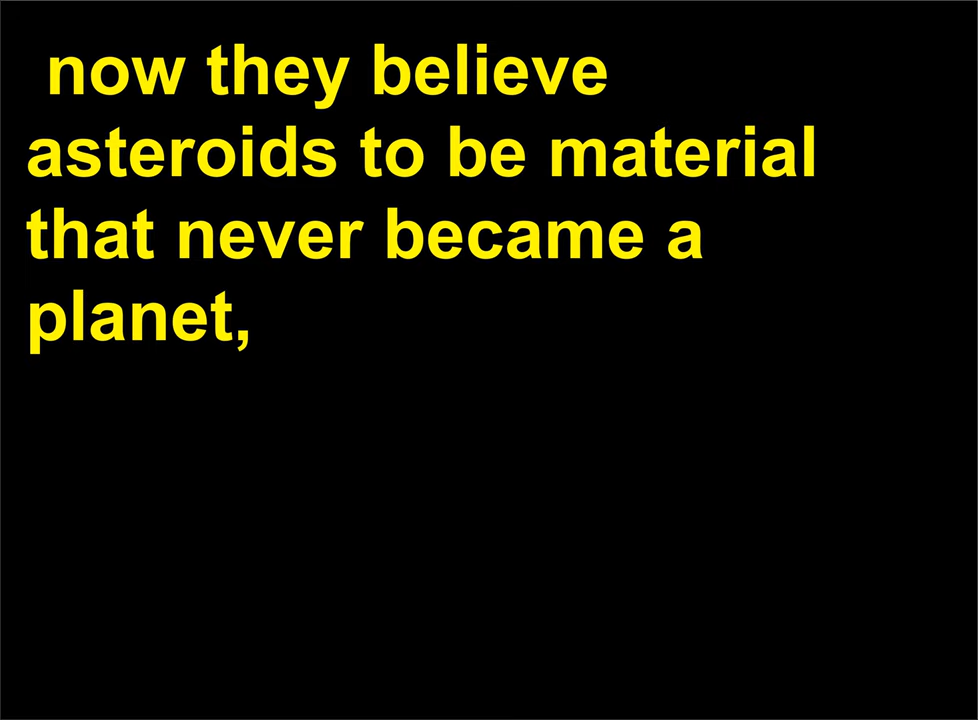 now they believe
asteroids to be material
that never became a
planet,